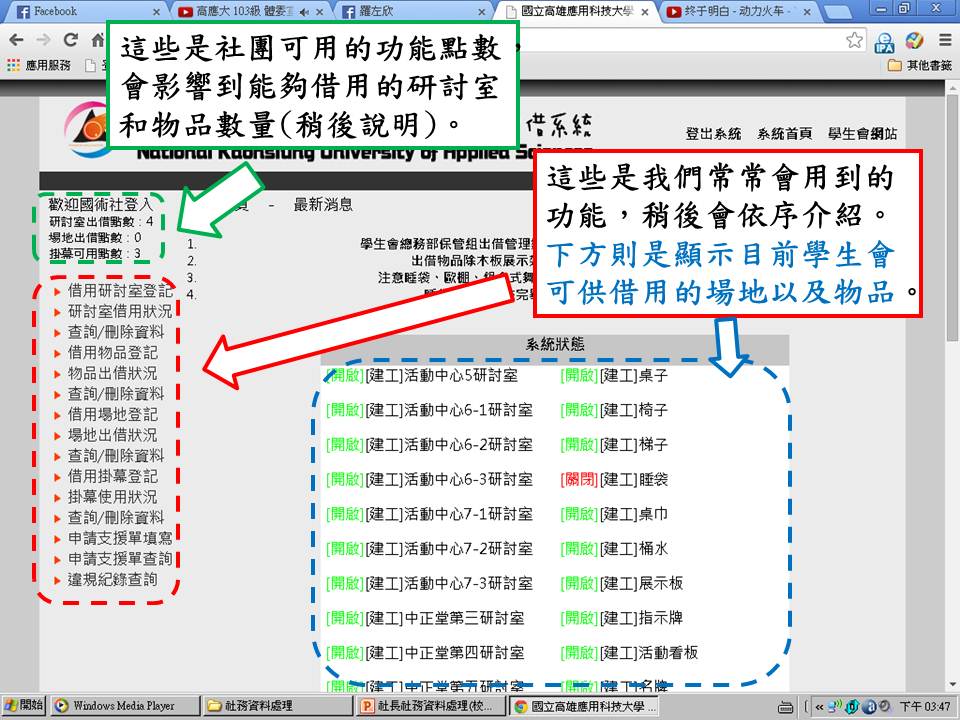 Facebook
高應大 103級
羅左欣
國立高雄應用科技大學
终于明白 - 动力火车 -
應用服務
其他書籤
這些是社團可用的功能點數，
會影響到能夠借用的研討室
和物品數量(稍後說明)。
借系統
National Kaohsiung University of Applied
登出系統 系統首頁 學生會網站
這些是我們常常會用到的
功能，稍後會依序介紹。
下方則是顯示目前學生會
可供借用的場地以及物品。
歡迎國術社登入
研討室出借點數：4
場地出借點數：0
掛幕可用點數：3
頁 - 最新消息
1.
學生會總務部保管組出借管理
2.
出借物品除木板展示
3.
注意睡袋、歐棚、組合式舞
4.
借用研討室登記
研討室借用狀況
查詢/刪除資料
借用物品登記
物品出借狀況
查詢/刪除資料
借用場地登記
場地出借狀況
查詢/刪除資料
借用掛幕登記
掛幕使用狀況
查詢/刪除資料
申請支援單填寫
申請支援單查詢
違規紀錄查詢
系統狀態
[開啟][建工]活動中心5研討室 [開啟][建工]桌子
[開啟][建工]活動中心6-1研討室 [開啟][建工]椅子
[開啟][建工]活動中心6-2研討室 [開啟][建工]梯子
[開啟][建工]活動中心6-3研討室 [關閉][建工]睡袋
[開啟][建工]活動中心7-1研討室 [開啟][建工]桌巾
[開啟][建工]活動中心7-2研討室 [開啟][建工]桶水
[開啟][建工]活動中心7-3研討室 [開啟][建工]展示板
[開啟][建工]中正堂第三研討室 [開啟][建工]指示牌
[開啟][建工]中正堂第四研討室 [開啟][建工]活動看板
[開啟][建工]中正堂第五研討室 [開啟][建工]名牌
開始 Windows Media Player 社務資料處理 社長社務資料處理(校... 國立高雄應用科技大學 ... 下午 03:47